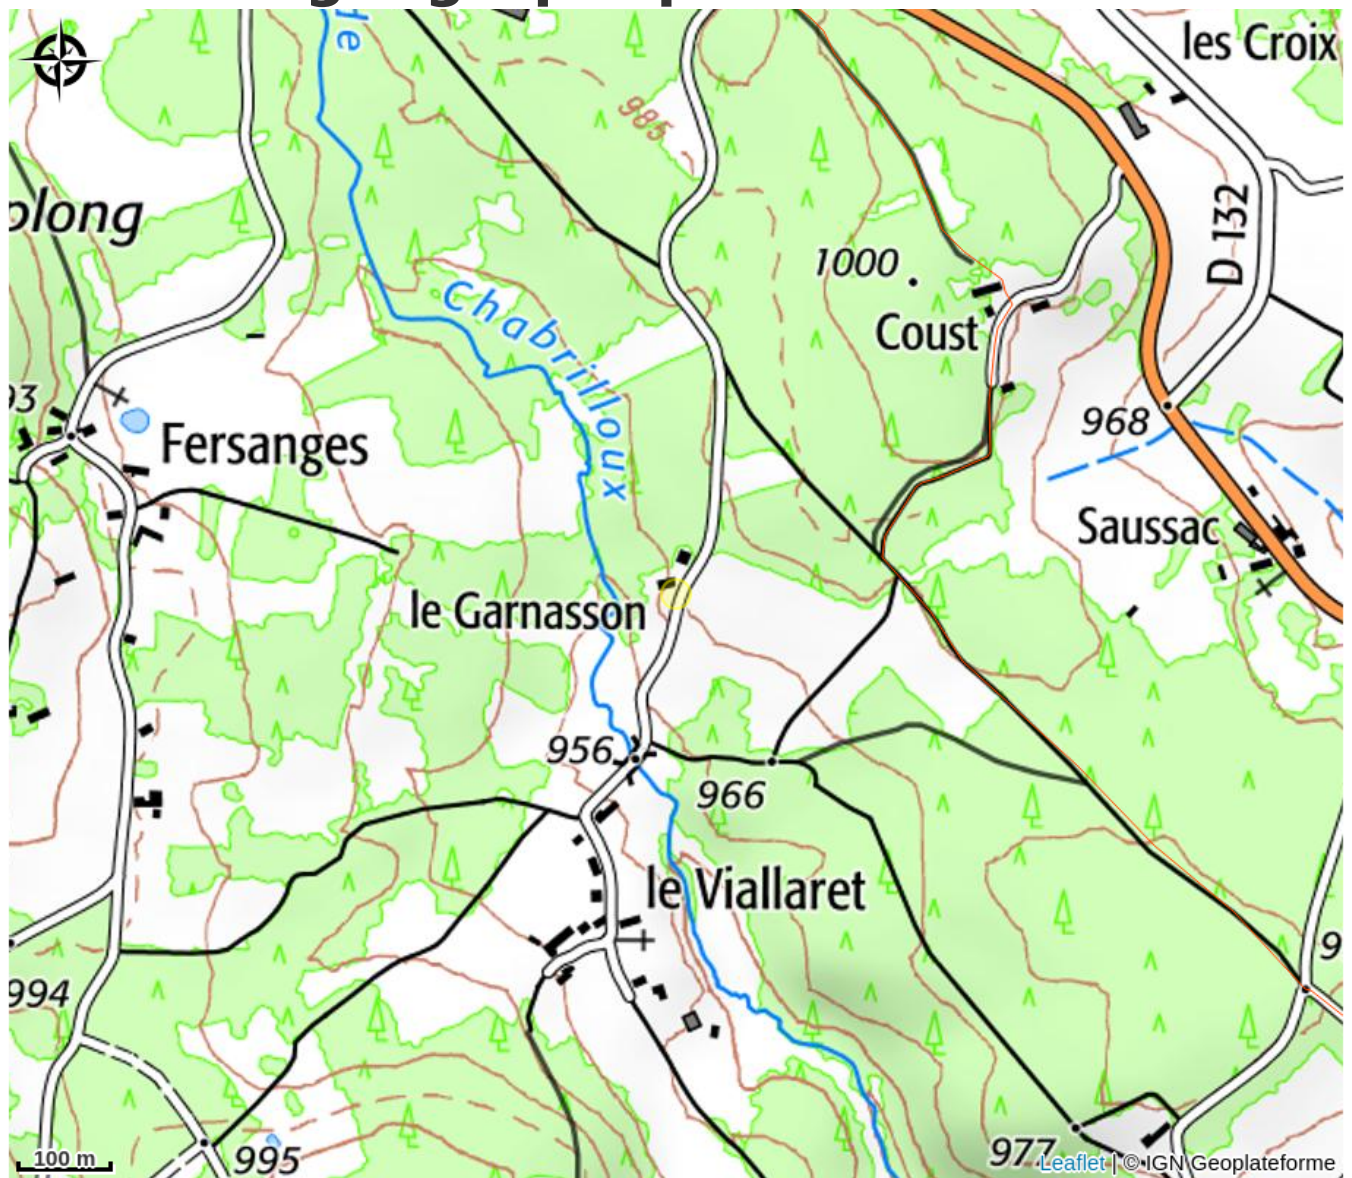 les Croix
de
985
olong
D 132
1000
Chabrilloux
Coust
93
968
Fersanges
Saussac
le Garnasson
956
966
le Viallaret
9
994
977
995
100 m
Leaflet | © IGN Geoplateforme